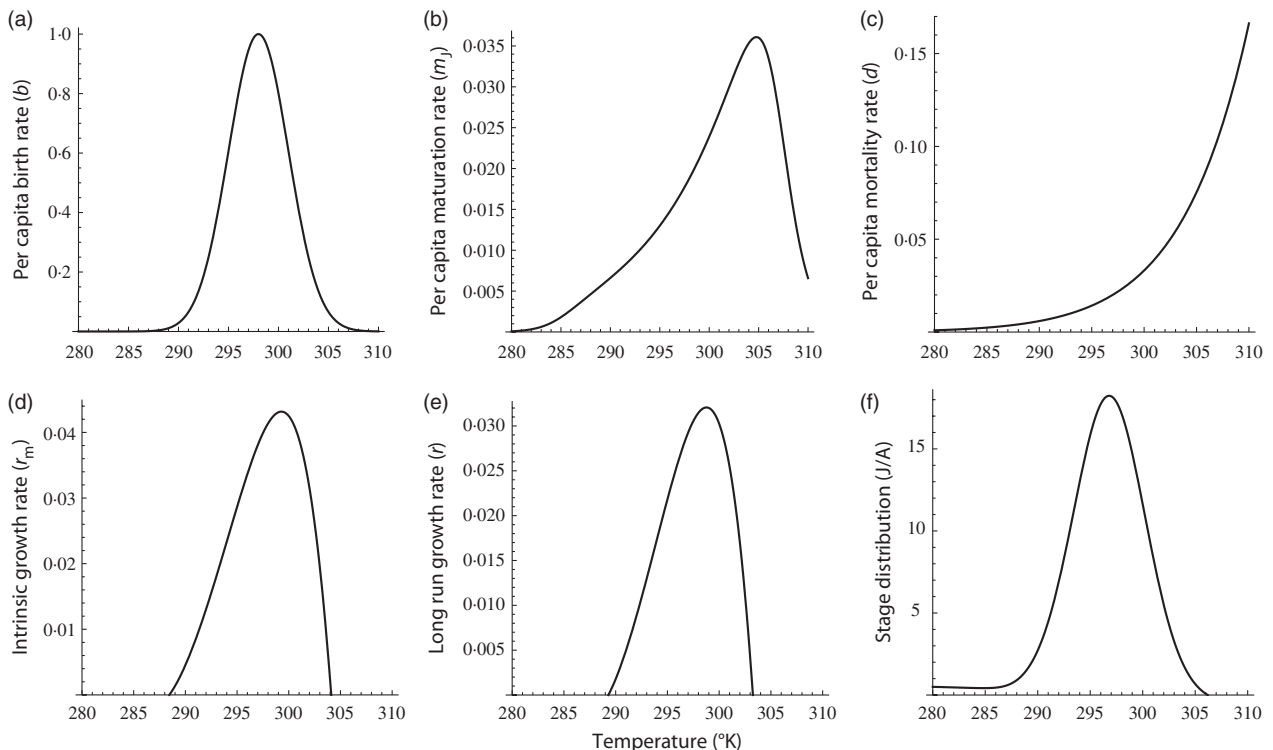 (a)
Per capita birth rate (b)
1·0
0·8
0·6
0·4
0·2
280 285 290 295 300 305 310
(b)
Per capita maturation rate (mJ)
0·035
0·030
0·025
0·020
0·015
0·010
0·005
280 285 290 295 300 305 310
(c)
Per capita mortality rate (d)
0·15
0·10
0·05
280 285 290 295 300 305 310
(d)
Intrinsic growth rate (rm)
0·04
0·03
0·02
0·01
280 285 290 295 300 305 310
(e)
Long run growth rate (r)
0·030
0·025
0·020
0·015
0·010
0·005
280 285 290 295 300 305 310
(f)
Stage distribution (J/A)
15
10
5
280 285 290 295 300 305 310
Temperature (°K)